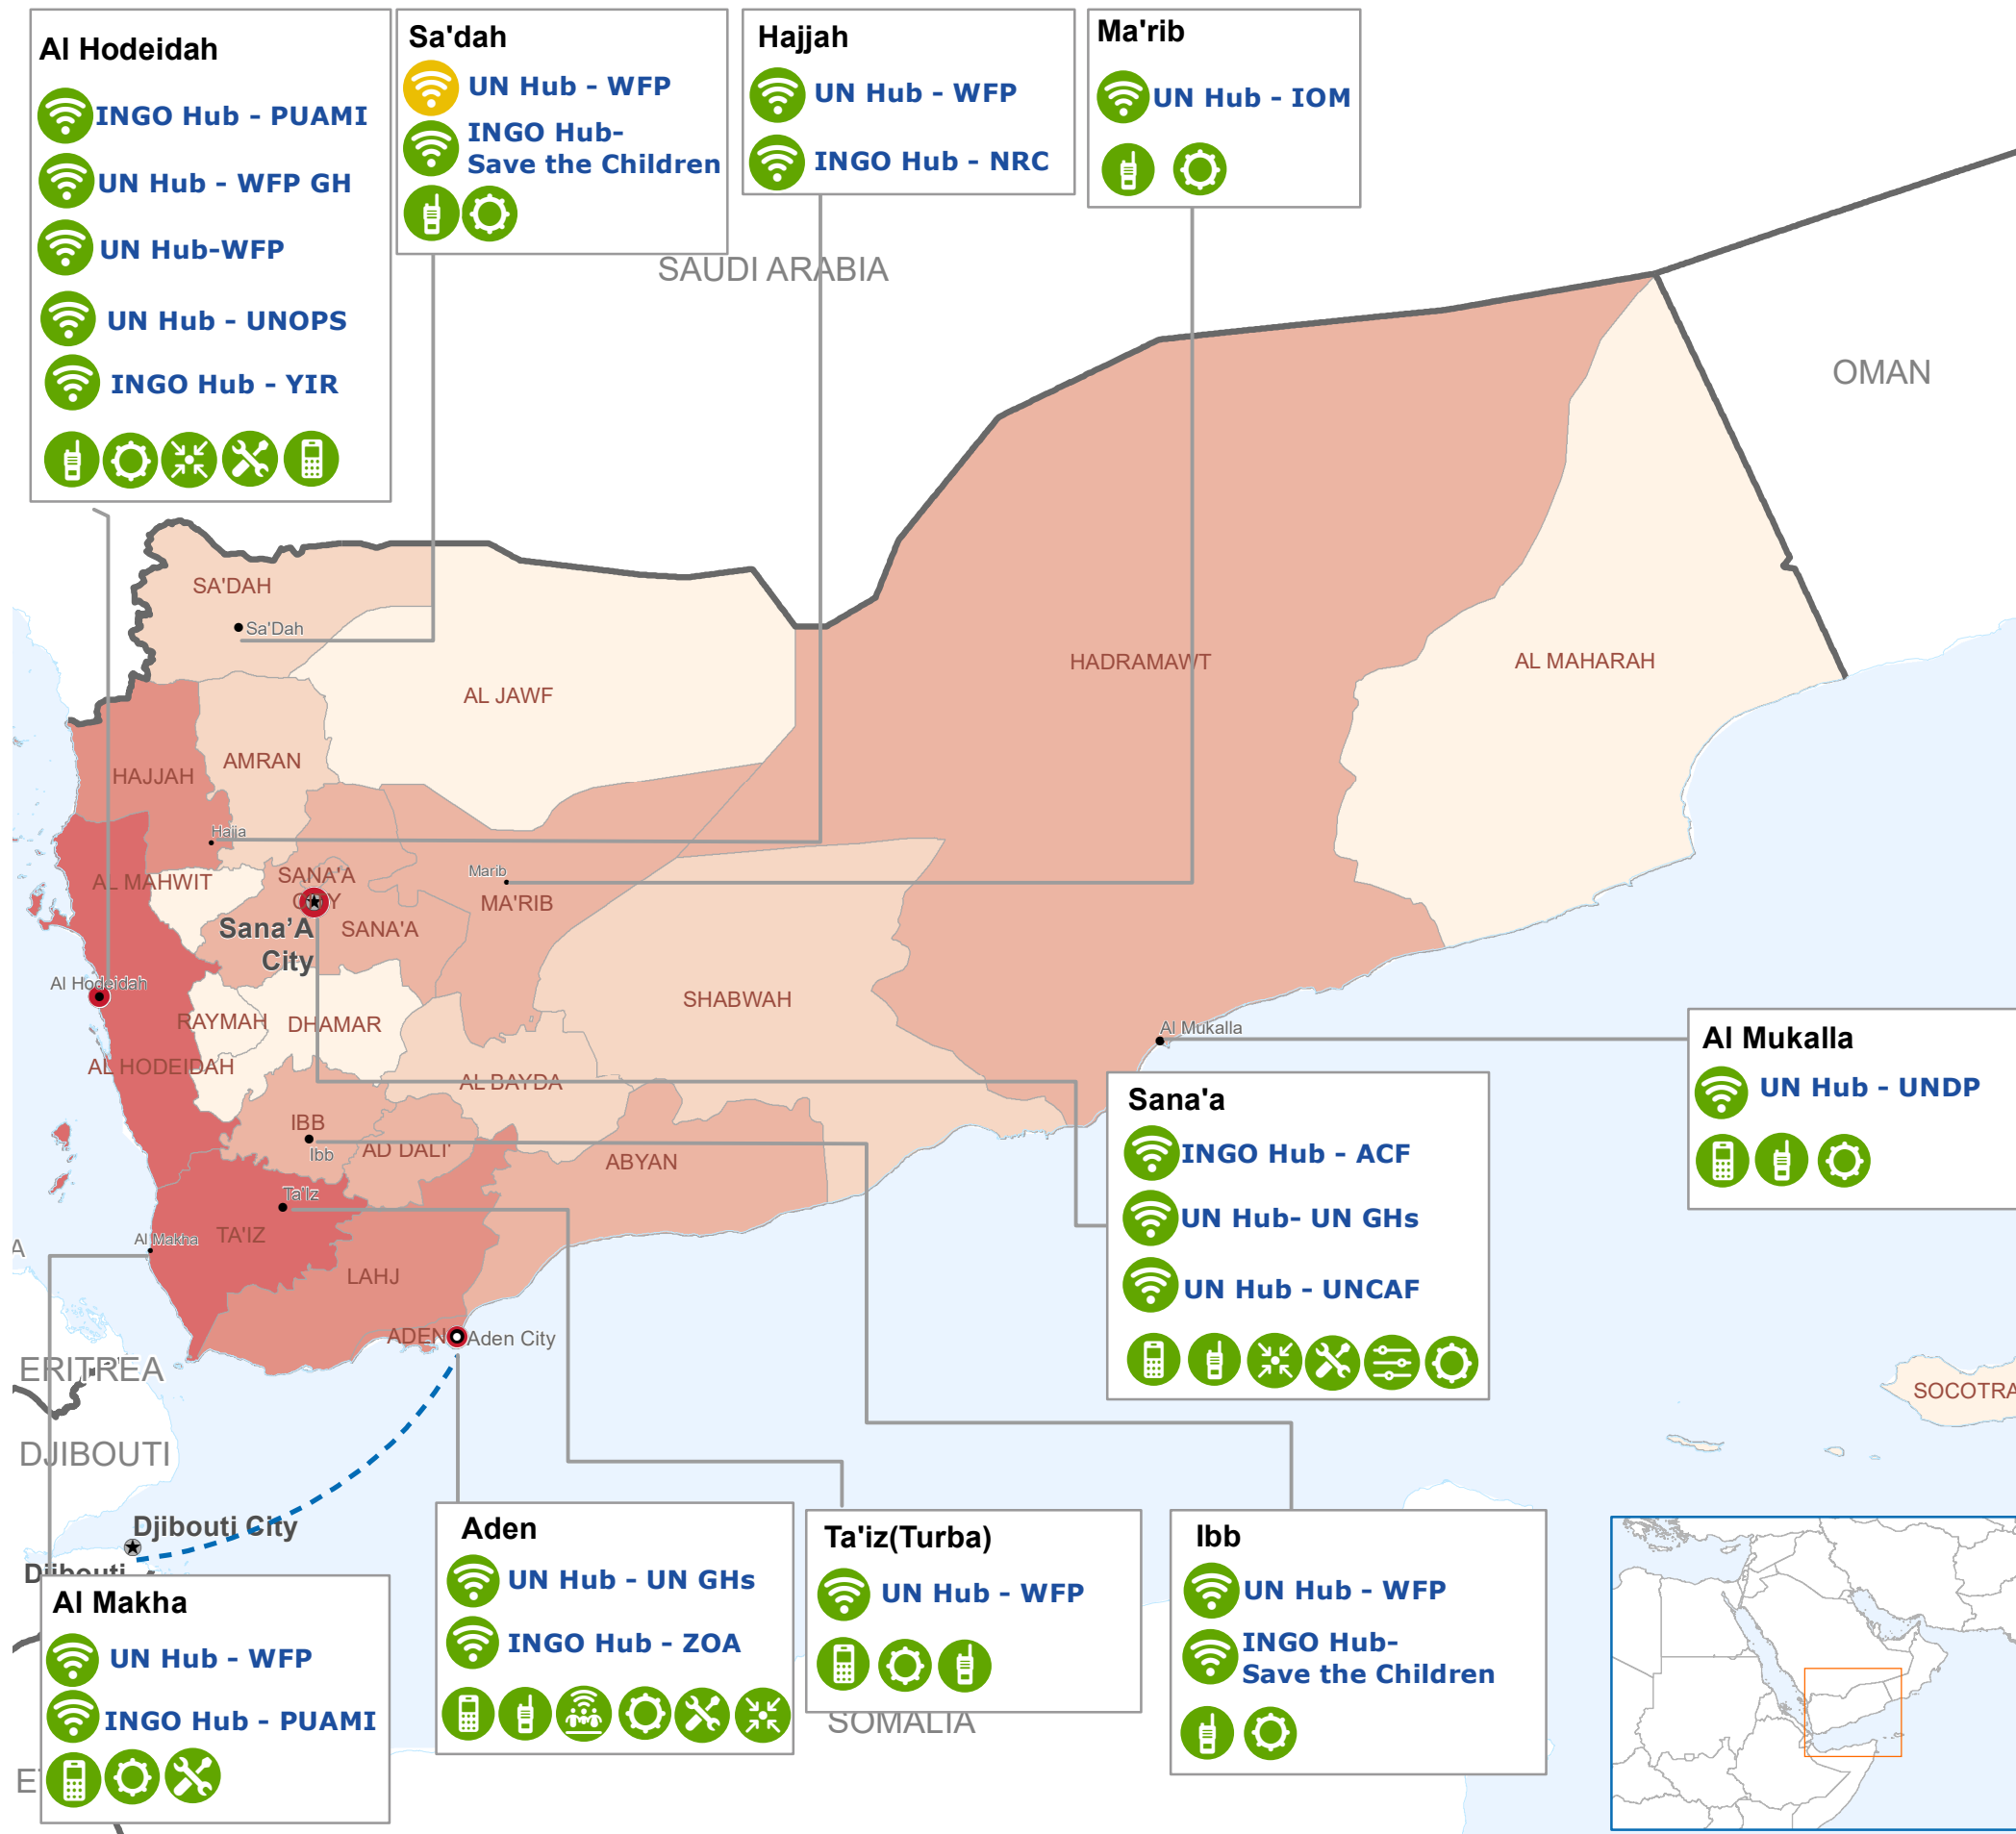 Al Hodeidah
INGO Hub - PUAMI
UN Hub - WFP GH
UN Hub-WFP
UN Hub - UNOPS
INGO Hub - YIR
Sa'dah
UN Hub - WFP
INGO Hub-
Save the Children
Hajjah
UN Hub - WFP
INGO Hub - NRC
Ma'rib
UN Hub - IOM
SAUDI ARABIA
OMAN
SA'DAH
Sa'Dah
AL JAWF
HADRAMAWT
AL MAHARAH
HAJJAH
AMRAN
Hajja
AL MAHWIT
SANA'A
CITY
Sana'A
City
SANA'A
Marib
MA'RIB
Al Hodeidah
RAYMAH
DHAMAR
SHABWAH
AL HODEIDAH
AL BAYDA
Al Mukalla
IBB
Ibb
AD DALI'
ABYAN
Ta'Iz
TA'IZ
Al Makha
LAHJ
ADEN
Aden City
ERITREA
DJIBOUTI
Djibouti City
Djibouti
SOCOTRA
SOMALIA
Al Mukalla
UN Hub - UNDP
Sana'a
INGO Hub - ACF
UN Hub- UN GHs
UN Hub - UNCAF
Al Makha
UN Hub - WFP
INGO Hub - PUAMI
Aden
UN Hub - UN GHs
INGO Hub - ZOA
Ta'iz(Turba)
UN Hub - WFP
Ibb
UN Hub - WFP
INGO Hub-
Save the Children